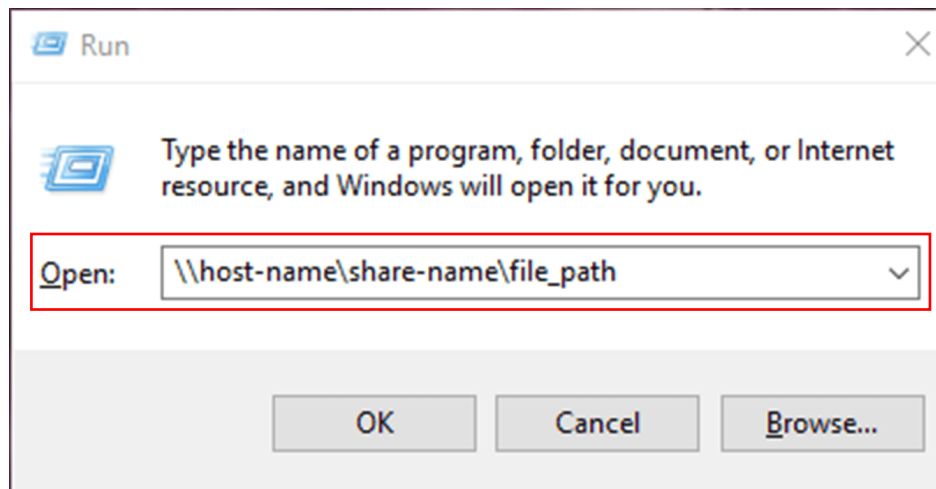 Run
Type the name of a program, folder, document, or Internet
resource, and Windows will open it for you.
Open: \\host-name\share-name\file_path
OK Cancel Browse...